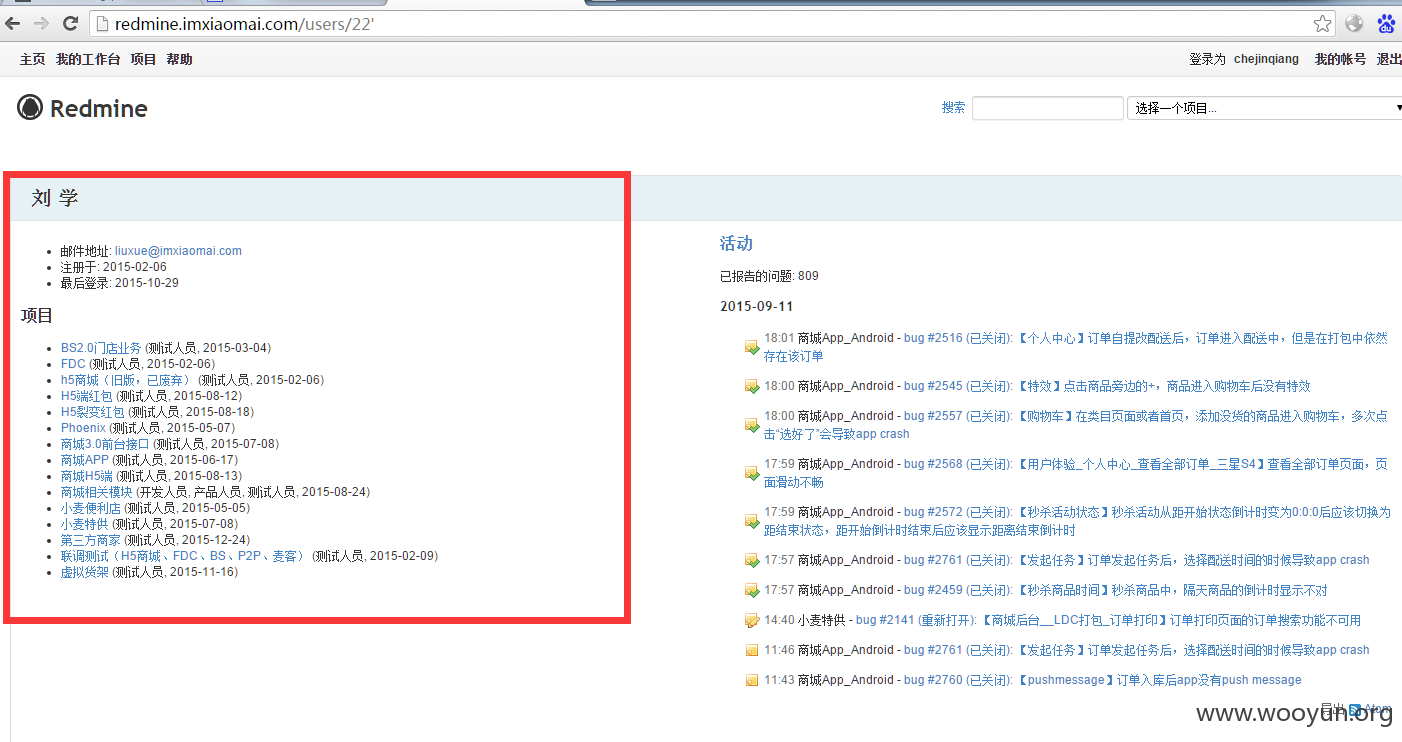 redmine.imxiaomai.com/users/22'
主页 我的工作台 项目 帮助
登录为 chejinqiang 我的帐号 退出
Redmine
搜索
选择一个项目...
刘 学
邮件地址: liuxue@imxiaomai.com
注册于: 2015-02-06
最后登录: 2015-10-29
项目
BS2.0门店业务 (测试人员, 2015-03-04)
FDC (测试人员, 2015-02-06)
h5商城（旧版，已废弃） (测试人员, 2015-02-06)
H5端红包 (测试人员, 2015-08-12)
H5裂变红包 (测试人员, 2015-08-18)
Phoenix (测试人员, 2015-05-07)
商城3.0前台接口 (测试人员, 2015-07-08)
商城APP (测试人员, 2015-06-17)
商城H5端 (测试人员, 2015-08-13)
商城相关模块 (开发人员, 产品人员, 测试人员, 2015-08-24)
小麦便利店 (测试人员, 2015-05-05)
小麦特供 (测试人员, 2015-07-08)
第三方商家 (测试人员, 2015-12-24)
联调测试（H5商城、FDC、BS、P2P、麦客） (测试人员, 2015-02-09)
虚拟货架 (测试人员, 2015-11-16)
活动
已报告的问题: 809
2015-09-11
18:01 商城App_Android - bug #2516 (已关闭): 【个人中心】订单自提改配送后，订单进入配送中，但是在打包中依然
存在该订单
18:00 商城App_Android - bug #2545 (已关闭): 【特效】点击商品旁边的+，商品进入购物车后没有特效
18:00 商城App_Android - bug #2557 (已关闭): 【购物车】在类目页面或者首页，添加没货的商品进入购物车，多次点
击“选好了”会导致app crash
17:59 商城App_Android - bug #2568 (已关闭): 【用户体验_个人中心_查看全部订单_三星S4】查看全部订单页面，页
面滑动不畅
17:59 商城App_Android - bug #2572 (已关闭): 【秒杀活动状态】秒杀活动从距开始状态倒计时变为0:0:0后应该切换为
距结束状态，距开始倒计时结束后应该显示距离结束倒计时
17:57 商城App_Android - bug #2761 (已关闭): 【发起任务】订单发起任务后，选择配送时间的时候导致app crash
17:57 商城App_Android - bug #2459 (已关闭): 【秒杀商品时间】秒杀商品中，隔天商品的倒计时显示不对
14:40 小麦特供 - bug #2141 (重新打开): 【商城后台__LDC打包_订单打印】订单打印页面的订单搜索功能不可用
11:46 商城App_Android - bug #2761 (已关闭): 【发起任务】订单发起任务后，选择配送时间的时候导致app crash
11:43 商城App_Android - bug #2760 (已关闭): 【pushmessage】订单入库后app没有push message
导出 Atom
www.wooyun.org